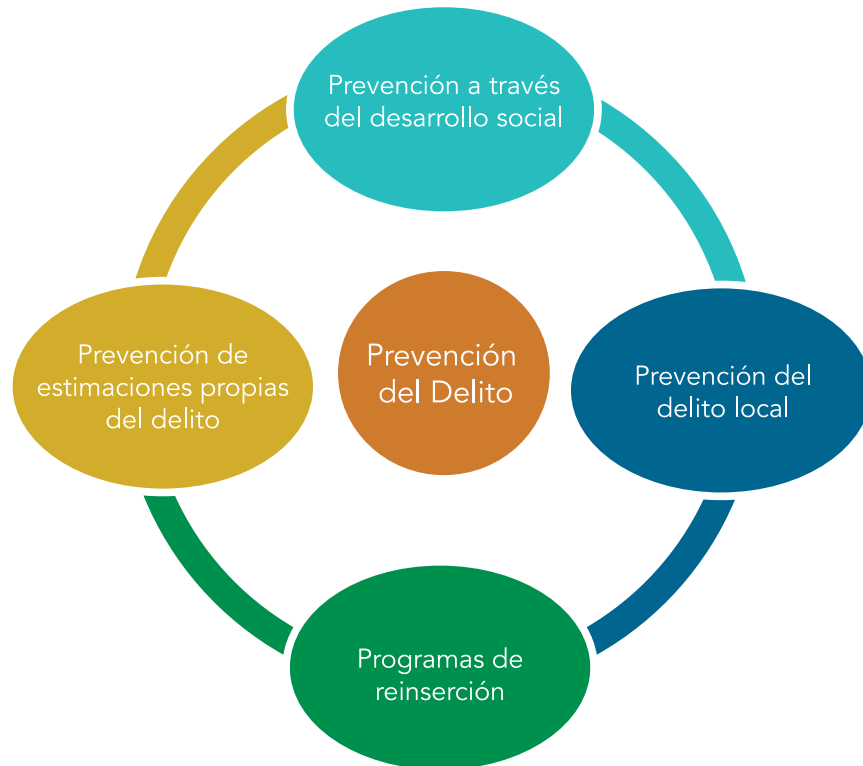 Prevención a través
del desarrollo social
Prevención de
estimaciones propias
del delito
Prevención
del Delito
Prevención del
delito local
Programas de
reinserción